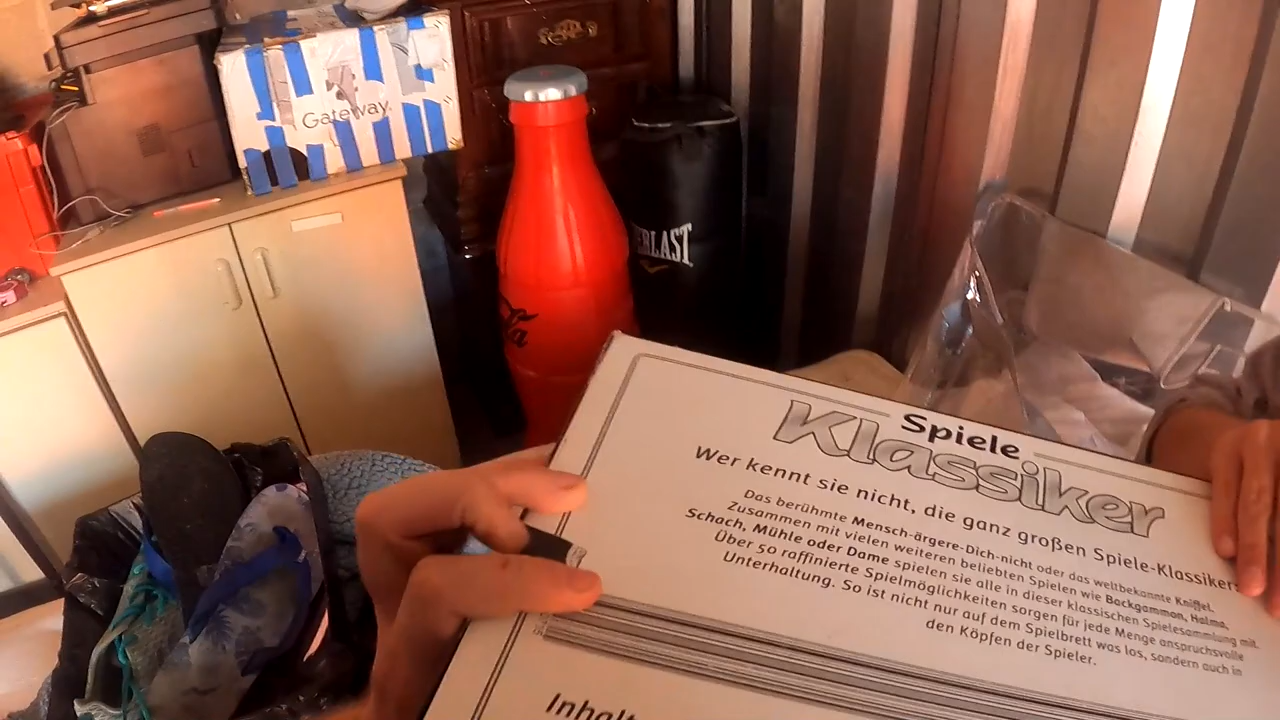 Gateway
ERLAST
Spiele
Klassiker
Wer kennt sie nicht, die ganz großen Spiele-Klassiker
Das berühmte Mensch-ärgere-Dich-nicht oder das weltbekannte Kniffel.
Zusammen mit vielen weiteren beliebten Spielen wie Backgammon, Halma,
Schach, Mühle oder Dame spielen sie alle in dieser klassischen Spielesammlung mit.
Über 50 raffinierte Spielmöglichkeiten sorgen für jede Menge anspruchsvolle
Unterhaltung. So ist nicht nur auf dem Spielbrett was los, sondern auch in
den Köpfen der Spieler.
Inhalt